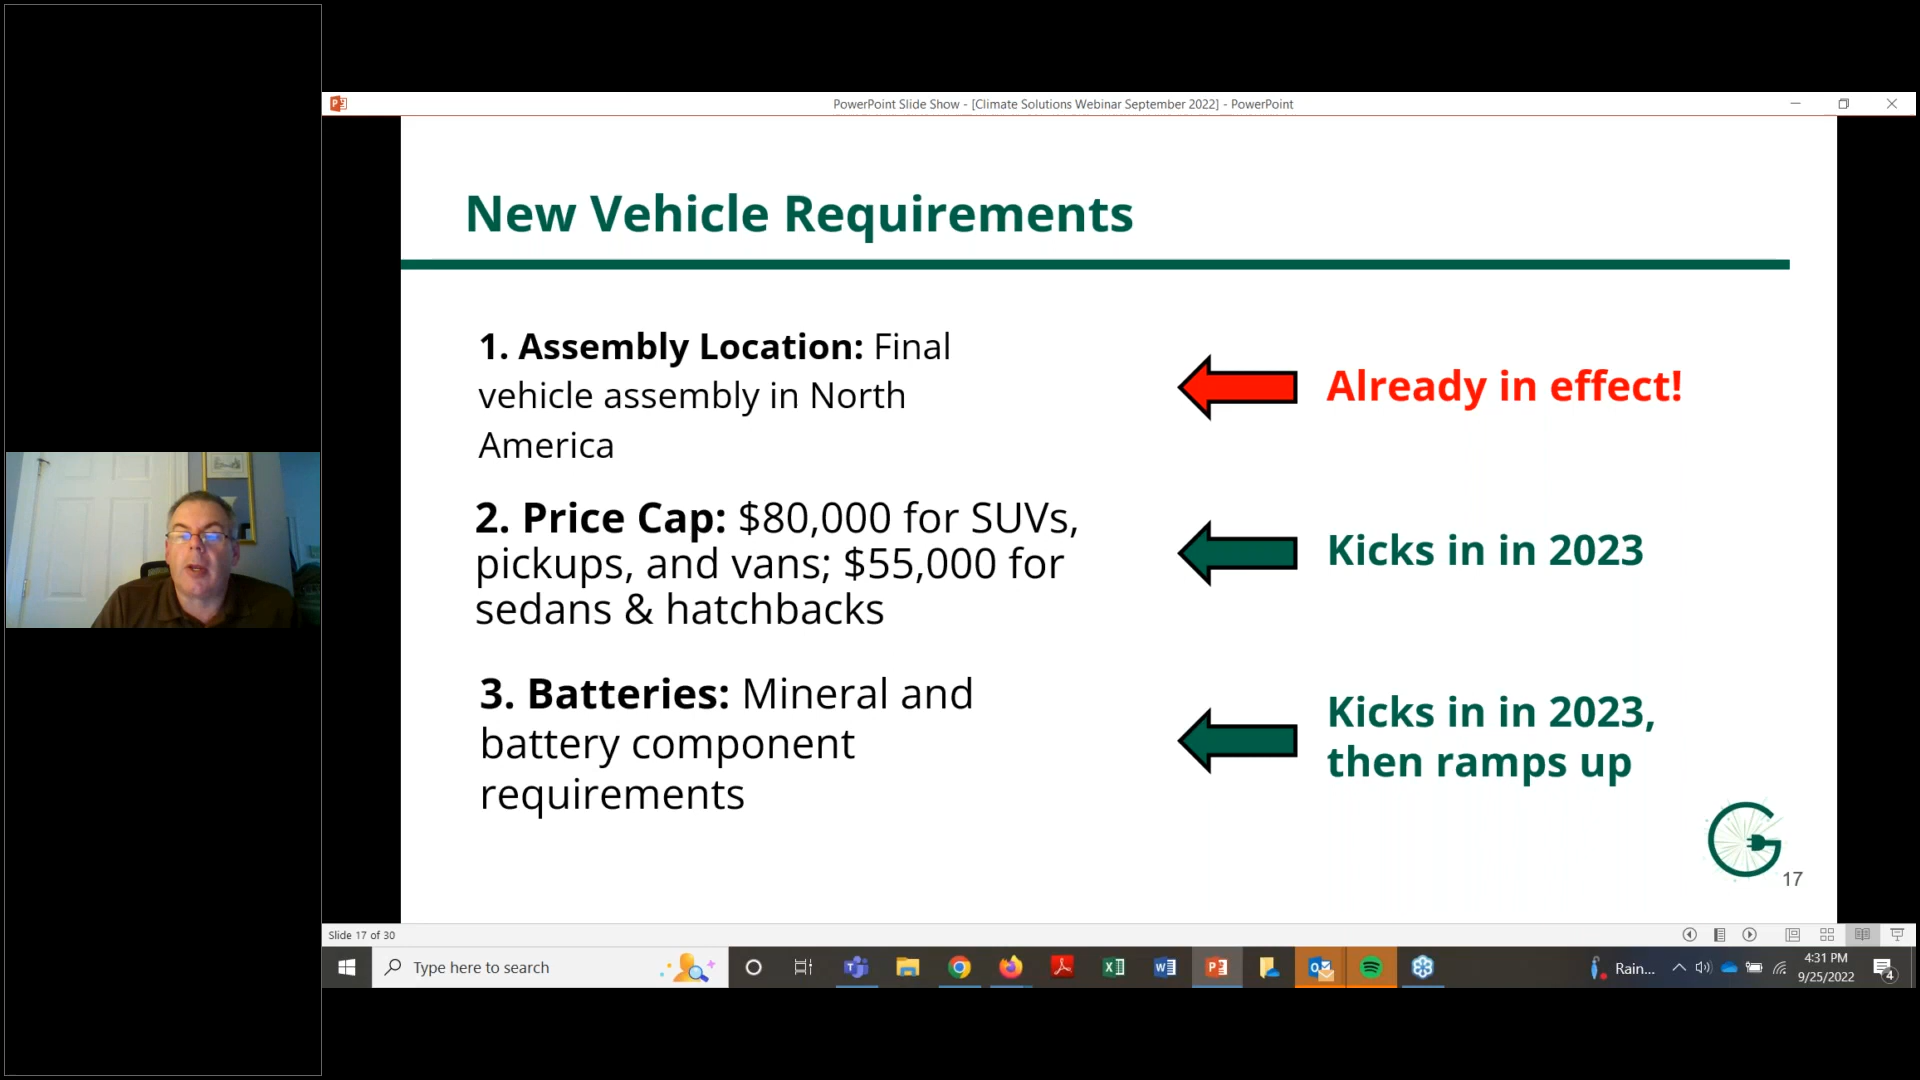 PowerPoint Slide Show - [Climate Solutions Webinar September 2022] - PowerPoint
New Vehicle Requirements
1. Assembly Location: Final
vehicle assembly in North
America
Already in effect!
2. Price Cap: $80,000 for SUVs,
pickups, and vans; $55,000 for
sedans & hatchbacks
Kicks in in 2023
3. Batteries: Mineral and
battery component
requirements
Kicks in in 2023,
then ramps up
17
Slide 17 of 30
Type here to search
Rain...
4:31 PM
9/25/2022
4